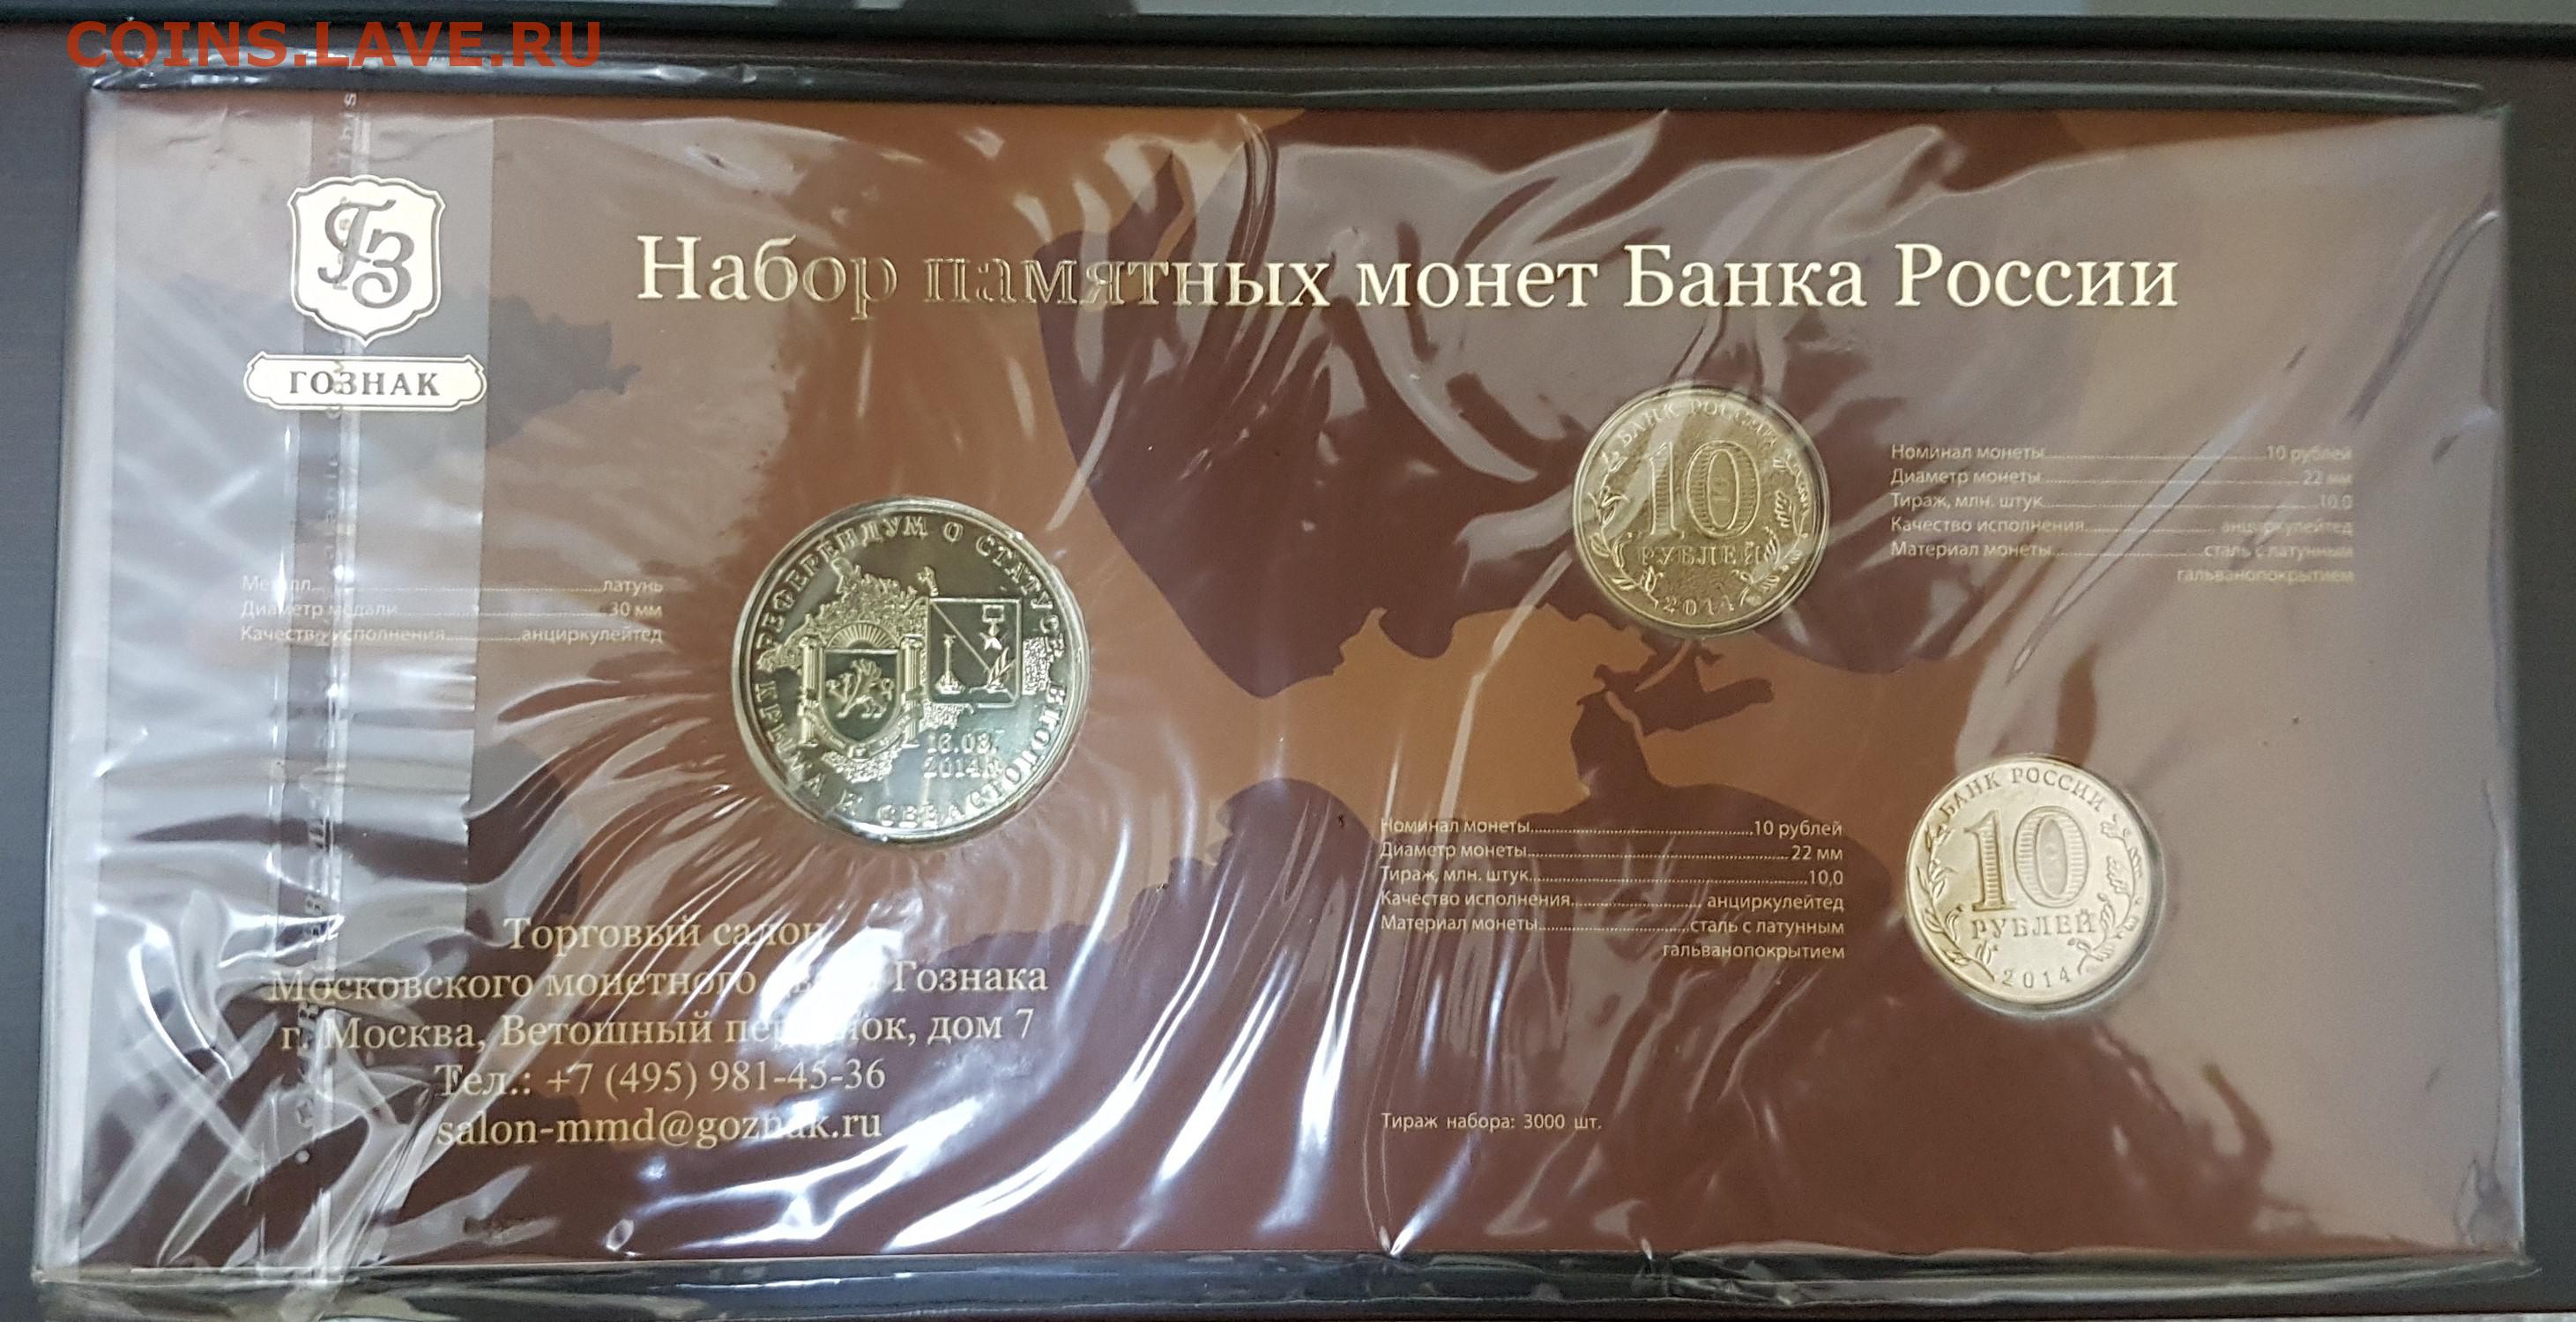 COINS.LAVE.RU
ГЗ
ГОЗНАК
Набор памятных монет Банка России
БАНК РОССИИ
10
РУБЛЕЙ
2014
Номинал монеты 10 рублей
Диаметр монеты 22 мм
Тираж, млн. штук 10,0
Качество исполнения анциркулейтед
Материал монеты сталь с латунным
гальванопокрытием
РЕФЕРЕНДУМ О СТАТУСЕ КРЫМА И СЕВАСТОПОЛЯ
16.03.
2014
Металл латунь
Диаметр медали 30 мм
Качество исполнения анциркулейтед
Номинал монеты 10 рублей
Диаметр монеты 22 мм
Тираж, млн. штук 10,0
Качество исполнения анциркулейтед
Материал монеты сталь с латунным
гальванопокрытием
БАНК РОССИИ
10
РУБЛЕЙ
2014
Торговый салон
Московского монетного двора Гознака
г. Москва, Ветошный переулок, дом 7
Тел.: +7 (495) 981-45-36
salon-mmd@goznak.ru
Тираж набора: 3000 шт.